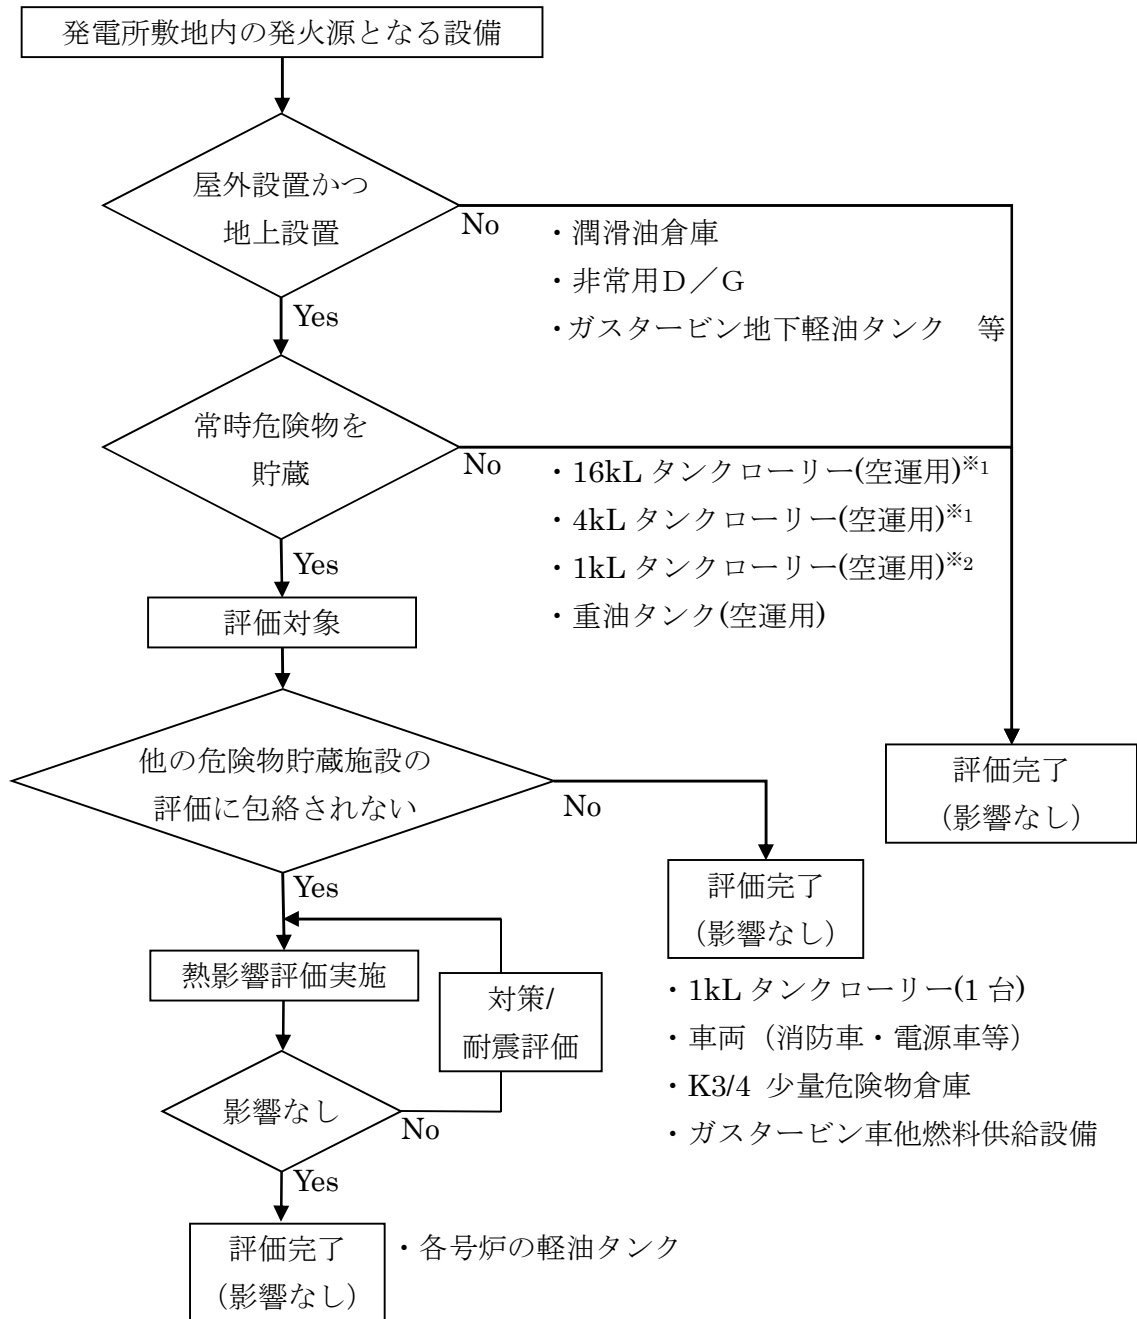 発電所敷地内の発火源となる設備
屋外設置かつ
地上設置
No
・潤滑油倉庫
・非常用Ｄ／Ｇ
・ガスタービン地下軽油タンク　等
Yes
常時危険物を
貯蔵
No
・16kL タンクローリー(空運用)※1
・4kL タンクローリー(空運用)※1
・1kL タンクローリー(空運用)※2
・重油タンク(空運用)
Yes
評価対象
他の危険物貯蔵施設の
評価に包絡されない
No
評価完了
（影響なし）
Yes
評価完了
（影響なし）
・1kL タンクローリー(1 台)
・車両（消防車・電源車等）
・K3/4 少量危険物倉庫
・ガスタービン車他燃料供給設備
熱影響評価実施
対策/
耐震評価
影響なし
No
Yes
評価完了
（影響なし）
・各号炉の軽油タンク